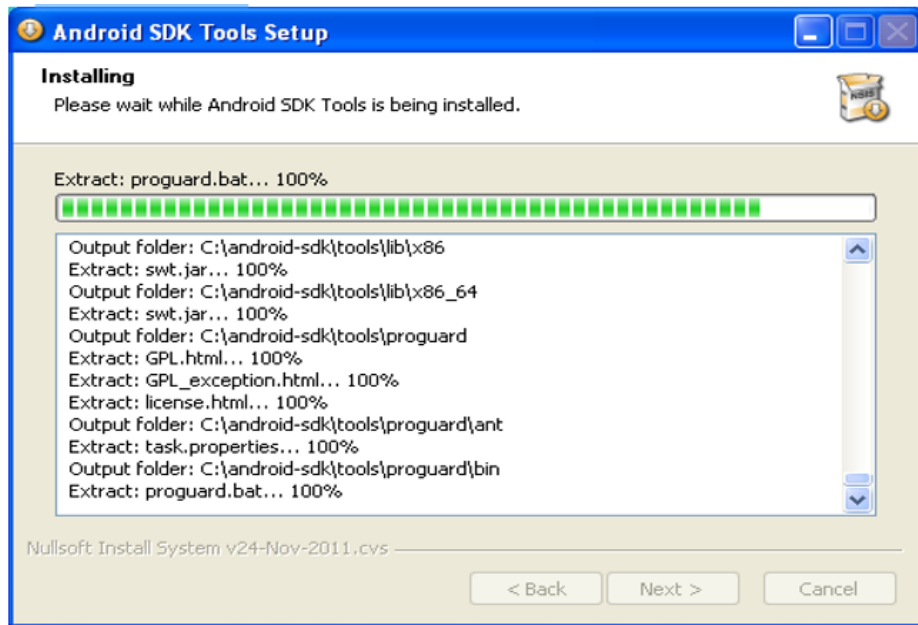 Android SDK Tools Setup
Installing
Please wait while Android SDK Tools is being installed.
NSIS
Extract: proguard.bat... 100%
Output folder: C:\android-sdk\tools\lib\x86
Extract: swt.jar... 100%
Output folder: C:\android-sdk\tools\lib\x86_64
Extract: swt.jar... 100%
Output folder: C:\android-sdk\tools\proguard
Extract: GPL.html... 100%
Extract: GPL_exception.html... 100%
Extract: license.html... 100%
Output folder: C:\android-sdk\tools\proguard\ant
Extract: task.properties... 100%
Output folder: C:\android-sdk\tools\proguard\bin
Extract: proguard.bat... 100%
Nullsoft Install System v24-Nov-2011.cvs
< Back
Next >
Cancel